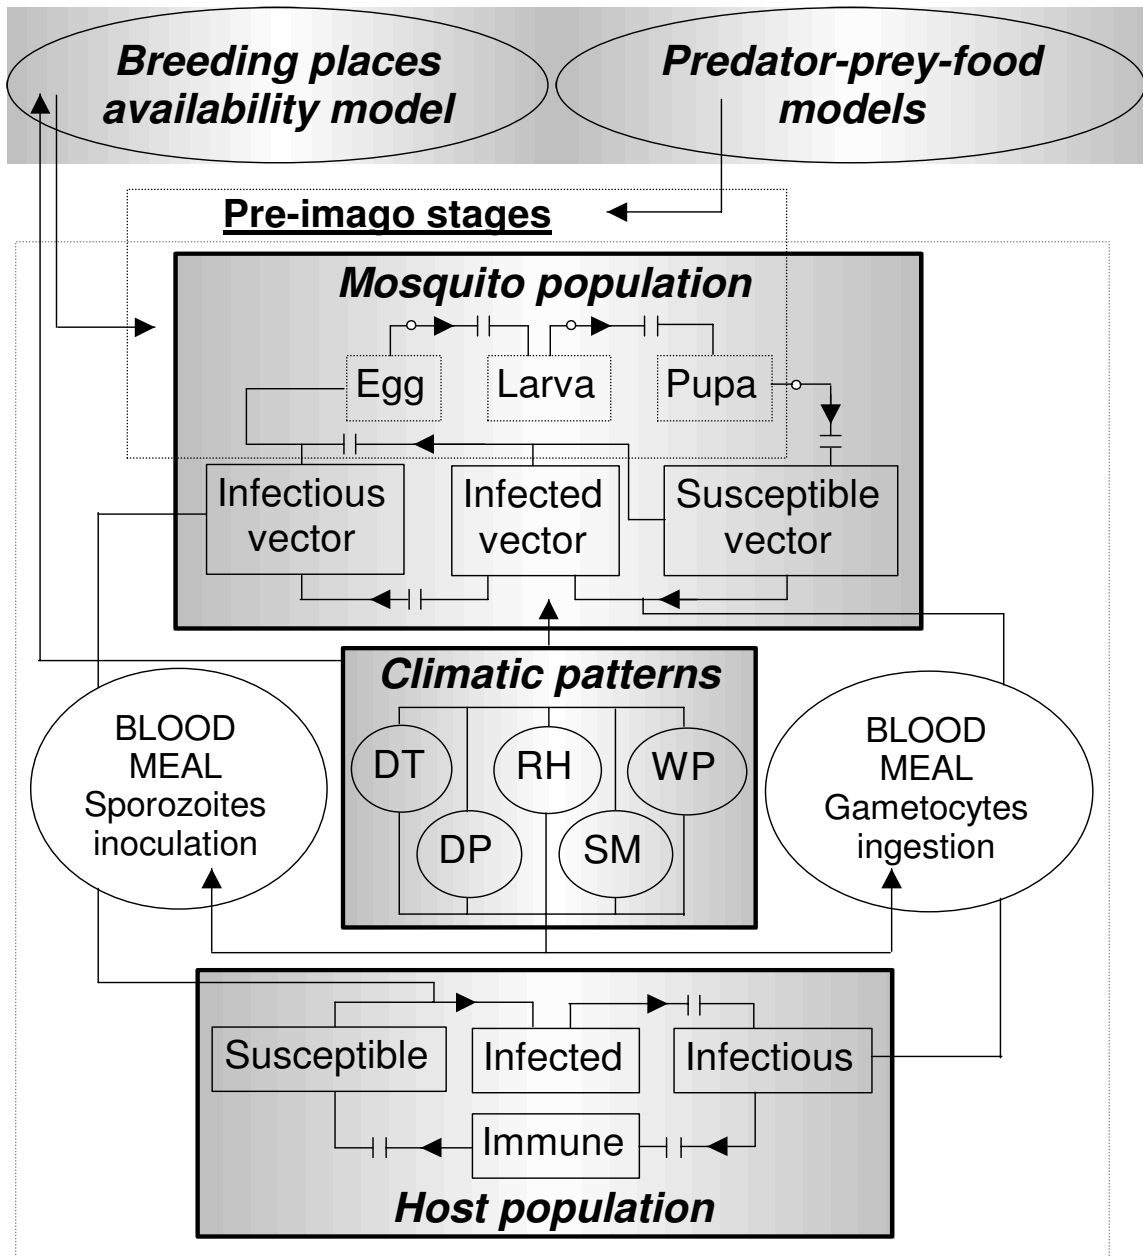 Breeding places
availability model
Predator-prey-food
models
Pre-imago stages
Mosquito population
Egg
Larva
Pupa
Infectious
vector
Infected
vector
Susceptible
vector
Climatic patterns
DT
RH
WP
DP
SM
BLOOD
MEAL
Sporozoites
inoculation
BLOOD
MEAL
Gametocytes
ingestion
Susceptible
Infected
Infectious
Immune
Host population